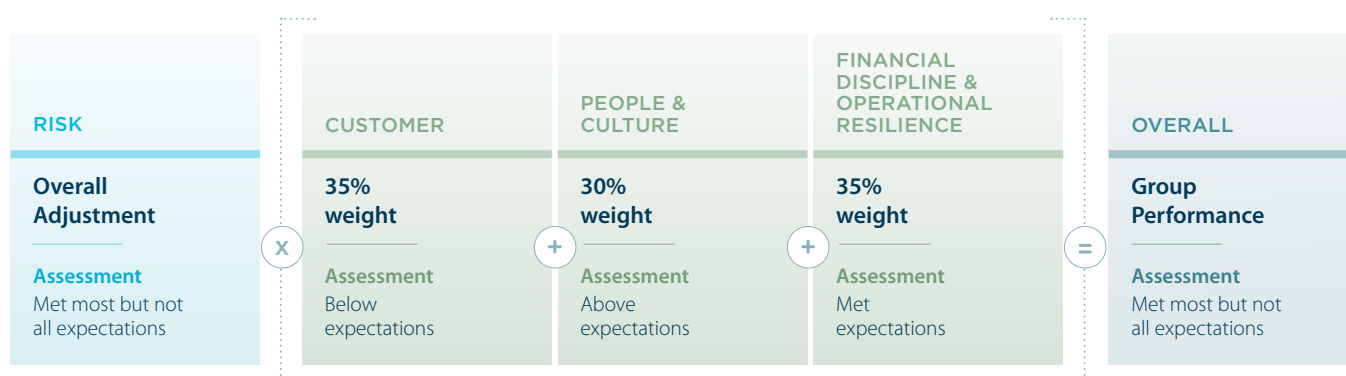 RISK
Overall
Adjustment
Assessment
Met most but not
all expectations
x
CUSTOMER
35%
weight
Assessment
Below
expectations
+
PEOPLE &
CULTURE
30%
weight
Assessment
Above
expectations
+
FINANCIAL
DISCIPLINE &
OPERATIONAL
RESILIENCE
35%
weight
Assessment
Met
expectations
=
OVERALL
Group
Performance
Assessment
Met most but not
all expectations